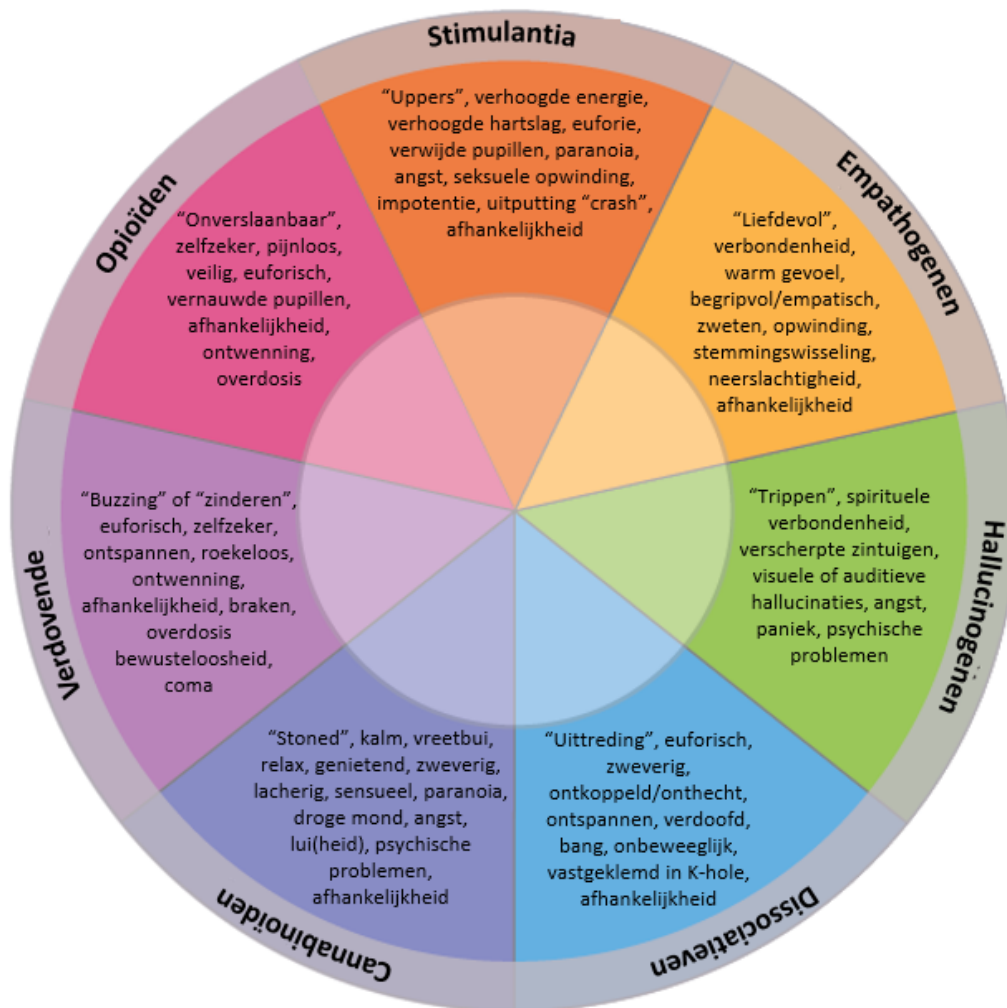 Stimulantia
“Uppers”, verhoogde energie,
verhoogde hartslag, euforie,
verwijde pupillen, paranoia,
angst, seksuele opwinding,
impotentie, uitputting “crash”,
afhankelijkheid
Empathogenen
“Liefdevol”,
verbondenheid,
warm gevoel,
begripvol/empatisch,
zweten, opwinding,
stemmingswisseling,
neerslachtigheid,
afhankelijkheid
Hallucinogenen
“Trippen”, spirituele
verbondenheid,
verscherpte zintuigen,
visuele of auditieve
hallucinaties, angst,
paniek, psychische
problemen
Dissociatieven
“Uittreding”, euforisch,
zweverig,
ontkoppeld/onthecht,
ontspannen, verdoofd,
bang, onbeweeglijk,
vastgeklemd in K-hole,
afhankelijkheid
Cannabinoïden
“Stoned”, kalm, vreetbui,
relax, genietend, zweverig,
lacherig, sensueel, paranoia,
droge mond, angst,
lui(heid), psychische
problemen,
afhankelijkheid
Verdovende
“Buzzing” of “zinderen”,
euforisch, zelfzeker,
ontspannen, roekeloos,
ontwenning,
afhankelijkheid, braken,
overdosis
bewusteloosheid,
coma
Opioïden
“Onverslaanbaar”,
zelfzeker, pijnloos,
veilig, euforisch,
vernauwde pupillen,
afhankelijkheid,
ontwenning,
overdosis